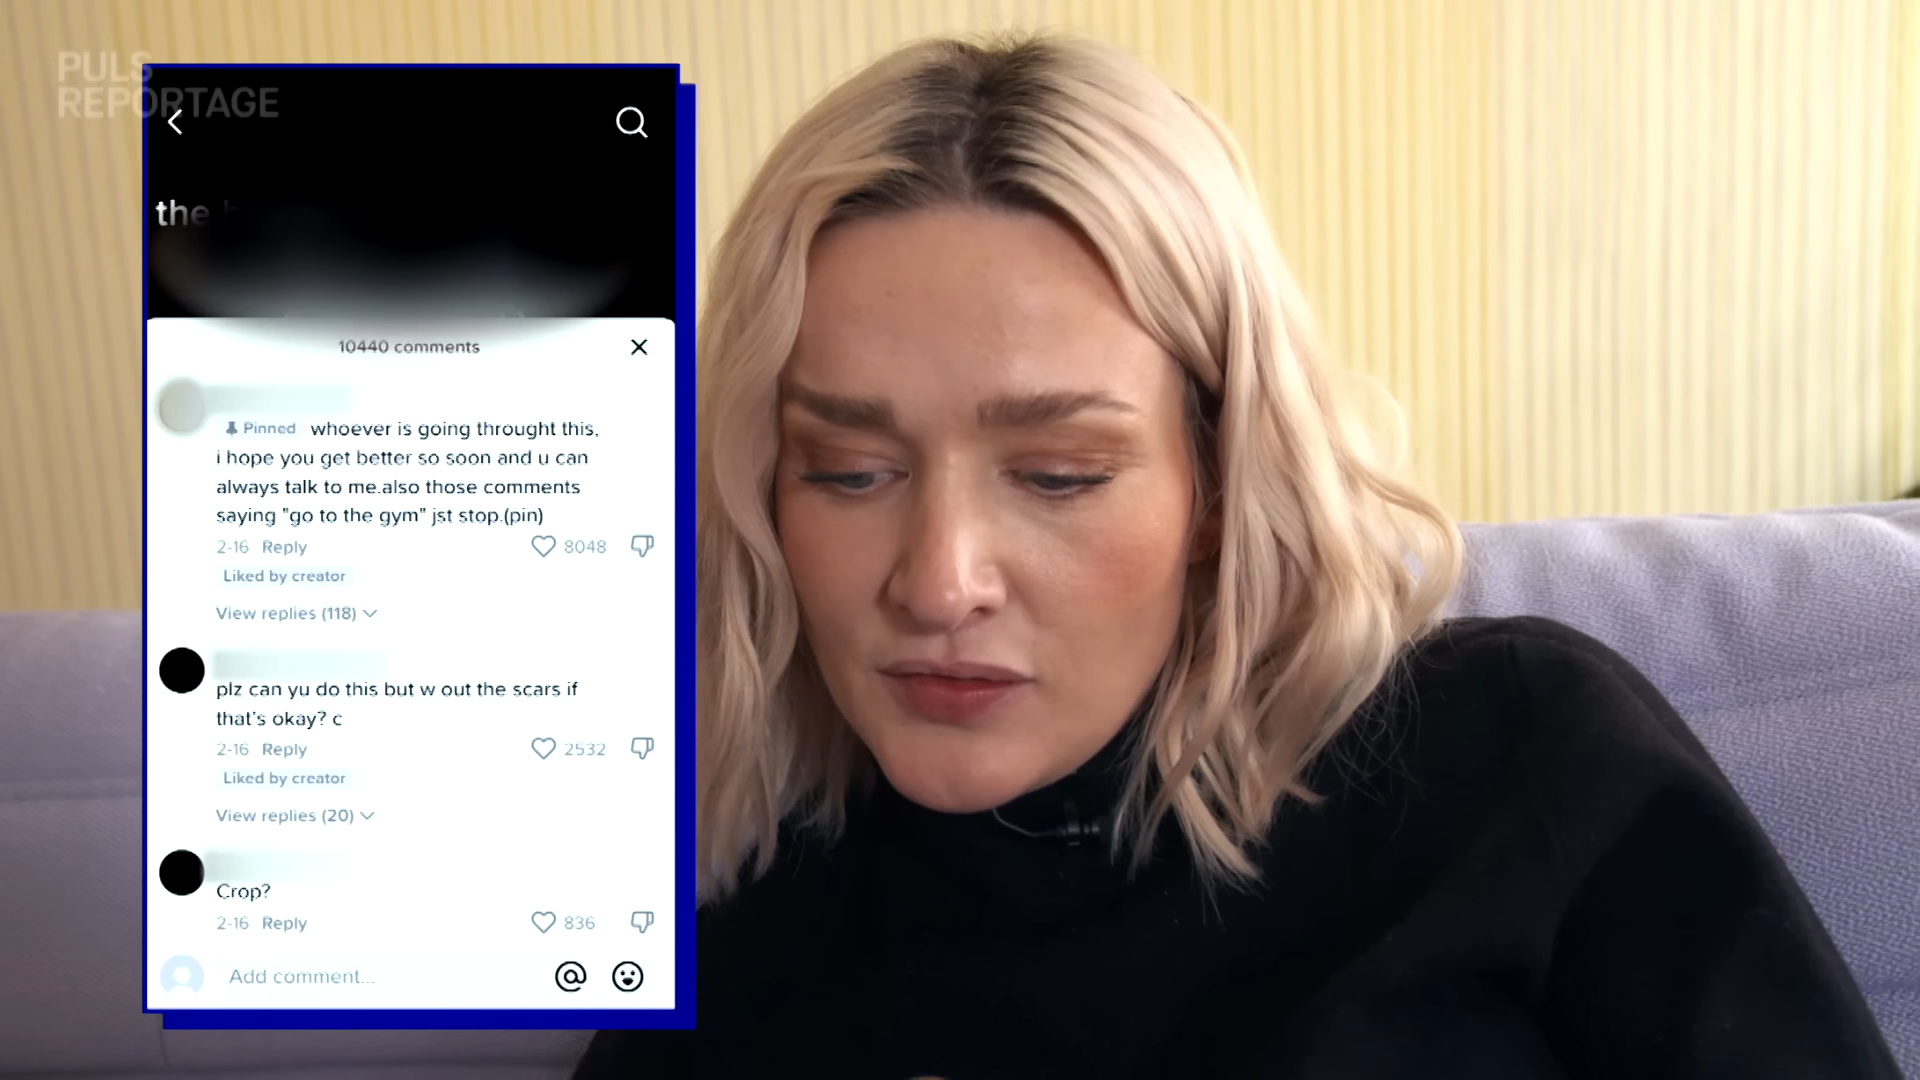 PULS
REPORTAGE
the
10440 comments
Pinned whoever is going throught this,
i hope you get better so soon and u can
always talk to me.also those comments
saying "go to the gym" jst stop.(pin)
2-16 Reply 8048
Liked by creator
View replies (118)
plz can yu do this but w out the scars if
that's okay? c
2-16 Reply 2532
Liked by creator
View replies (20)
Crop?
2-16 Reply 836
Add comment...